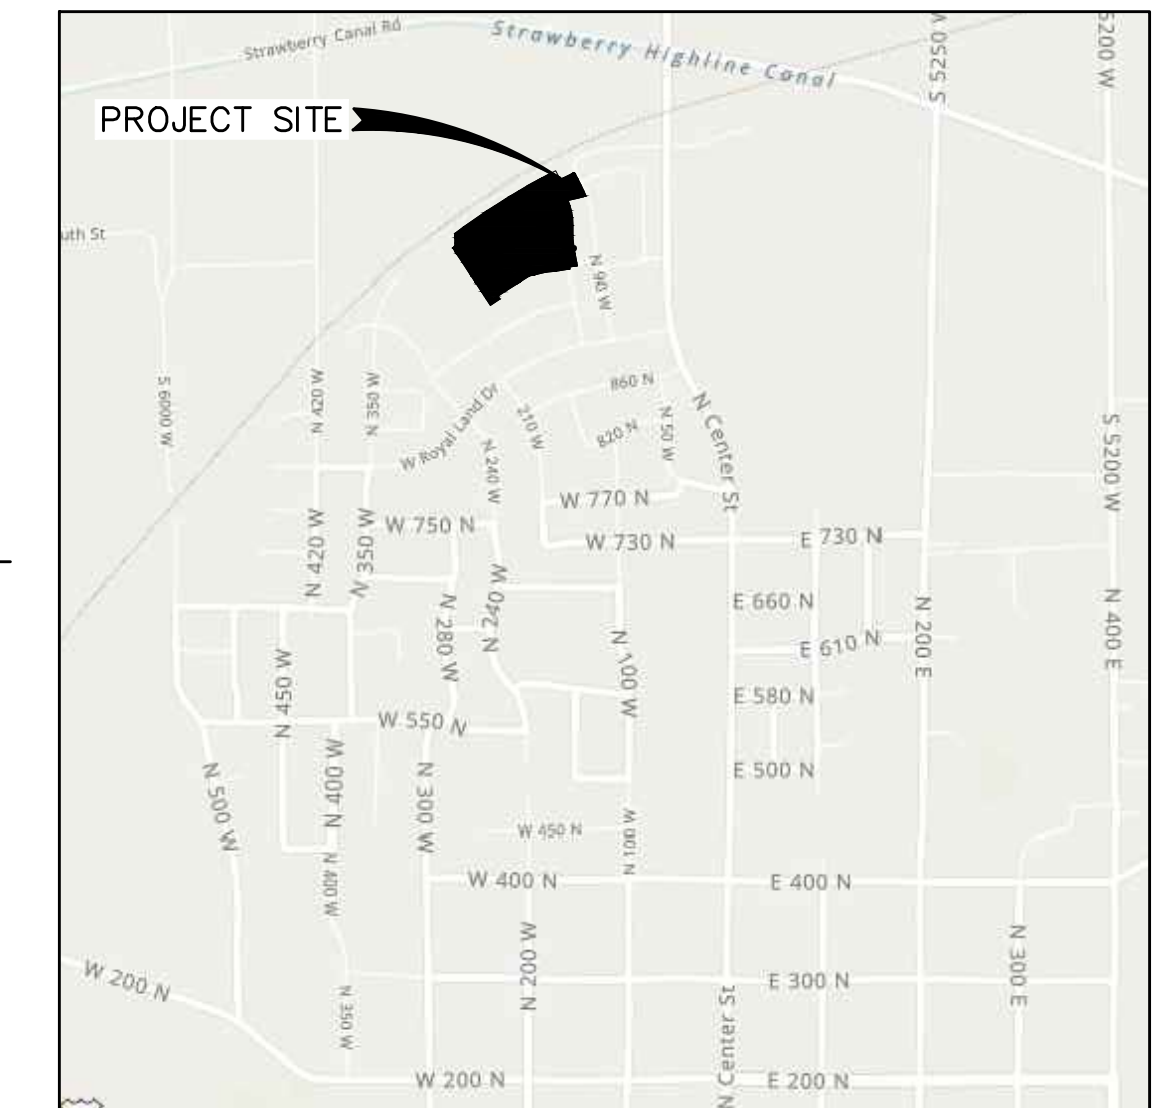 Strawberry Canal Rd
Strawberry Highline Canal
S 5250 W
5200 W
PROJECT SITE
uth St
N 90 W
S 6000 W
N 420 W
N 350 W
860 N
W Royal Land Dr
210 W
820 N
N 50 W
N Center St
N 240 W
S 5200 W
W 770 N
W 750 N
W 730 N
E 730 N
N 420 W
N 350 W
N 240 W
N 280 W
E 660 N
N 200 E
N 400 E
E 610 N
N 100 W
N 450 W
E 580 N
W 550 N
N 500 W
N 400 W
N 300 W
E 500 N
W 450 N
N 100 W
N 400 W
W 400 N
E 400 N
W 200 N
N 200 W
N 300 E
E 300 N
N 350 W
N Center St
W 200 N
E 200 N